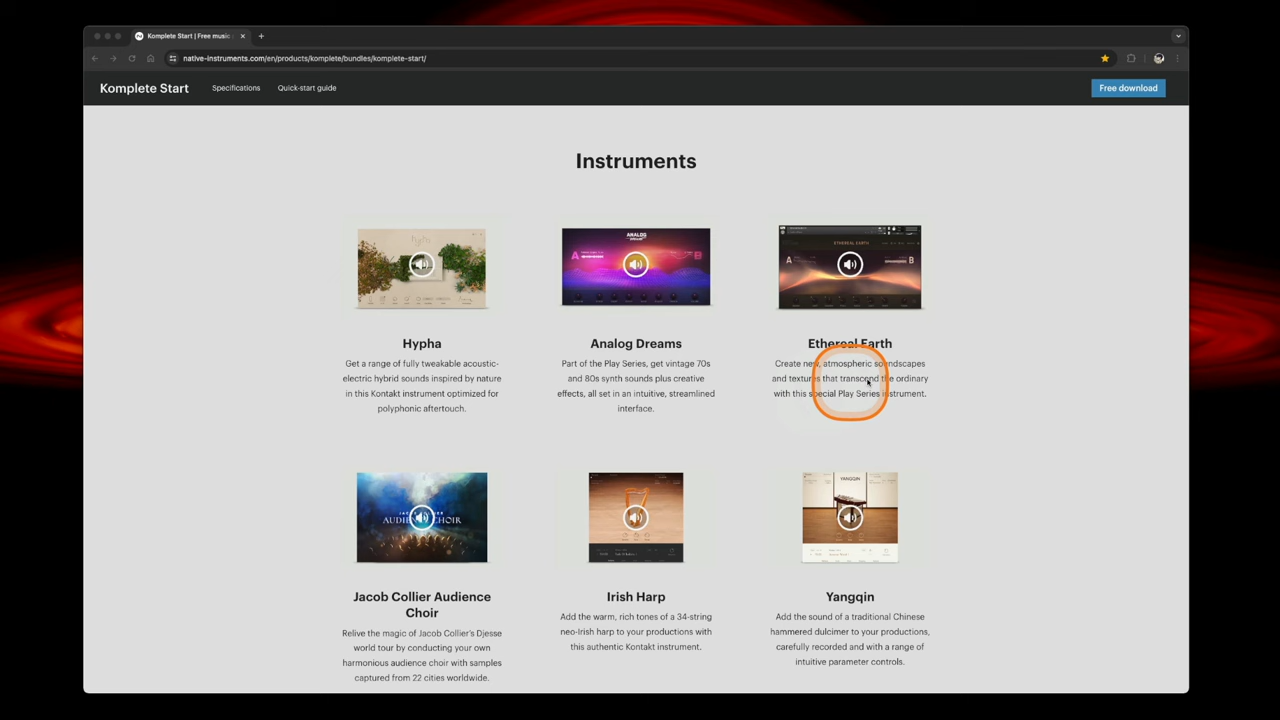 Komplete Start | Free music
native-instruments.com/en/products/komplete/bundles/komplete-start/
Komplete Start
Specifications
Quick-start guide
Free download
Instruments
ANALOG
DREAMS
ETHEREAL EARTH
A
B
A
B
Hypha
Analog Dreams
Ethereal Earth
Get a range of fully tweakable acoustic-
electric hybrid sounds inspired by nature
in this Kontakt instrument optimized for
polyphonic aftertouch.
Part of the Play Series, get vintage 70s
and 80s synth sounds plus creative
effects, all set in an intuitive, streamlined
interface.
Create new, atmospheric soundscapes
and textures that transcend the ordinary
with this special Play Series instrument.
AUDIENCE CHOIR
YANGQIN
Jacob Collier Audience
Choir
Irish Harp
Yangqin
Relive the magic of Jacob Collier's Djesse
world tour by conducting your own
harmonious audience choir with samples
captured from 22 cities worldwide.
Add the warm, rich tones of a 34-string
neo-Irish harp to your productions with
this authentic Kontakt instrument.
Add the sound of a traditional Chinese
hammered dulcimer to your productions,
carefully recorded and with a range of
intuitive parameter controls.